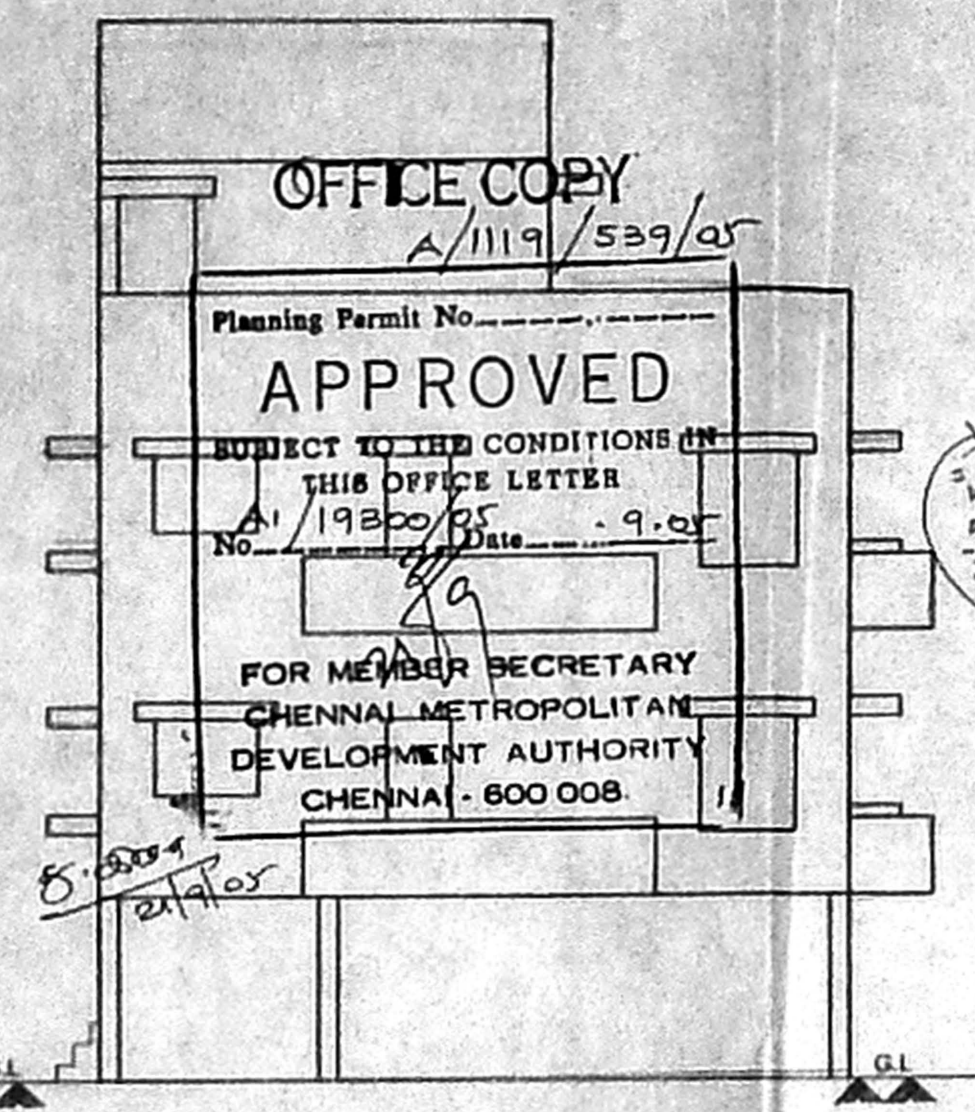 OFFICE COPY
A/1119/539/05
Planning Permit No.
APPROVED
SUBJECT TO THE CONDITIONS IN
THIS OFFICE LETTER
No. A1/19300/05 Date . 9.05
FOR MEMBER SECRETARY
CHENNAI METROPOLITAN
DEVELOPMENT AUTHORITY
CHENNAI - 600 008.
21/9/05
G.L